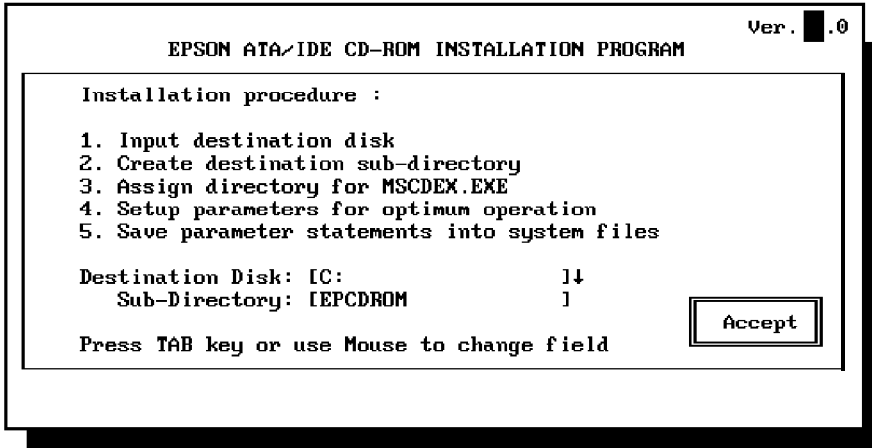 Ver. .0
EPSON ATA/IDE CD-ROM INSTALLATION PROGRAM
Installation procedure :
1. Input destination disk
2. Create destination sub-directory
3. Assign directory for MSCDEX.EXE
4. Setup parameters for optimum operation
5. Save parameter statements into system files
Destination Disk: [C: ]↓
Sub-Directory: [EPCDROM ]
Accept
Press TAB key or use Mouse to change field